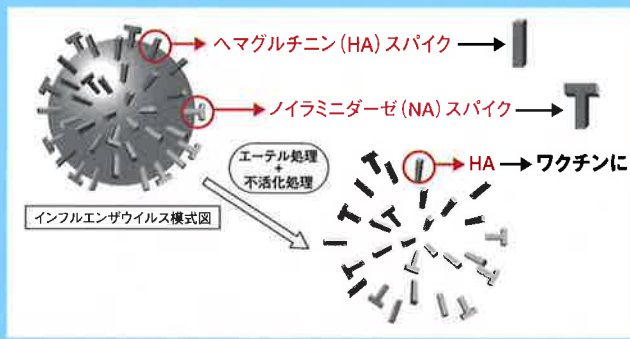 ヘマグルチニン(HA)スパイク
ノイラミニダーゼ(NA)スパイク
エーテル処理
+
不活化処理
HA
ワクチンに
インフルエンザウイルス模式図